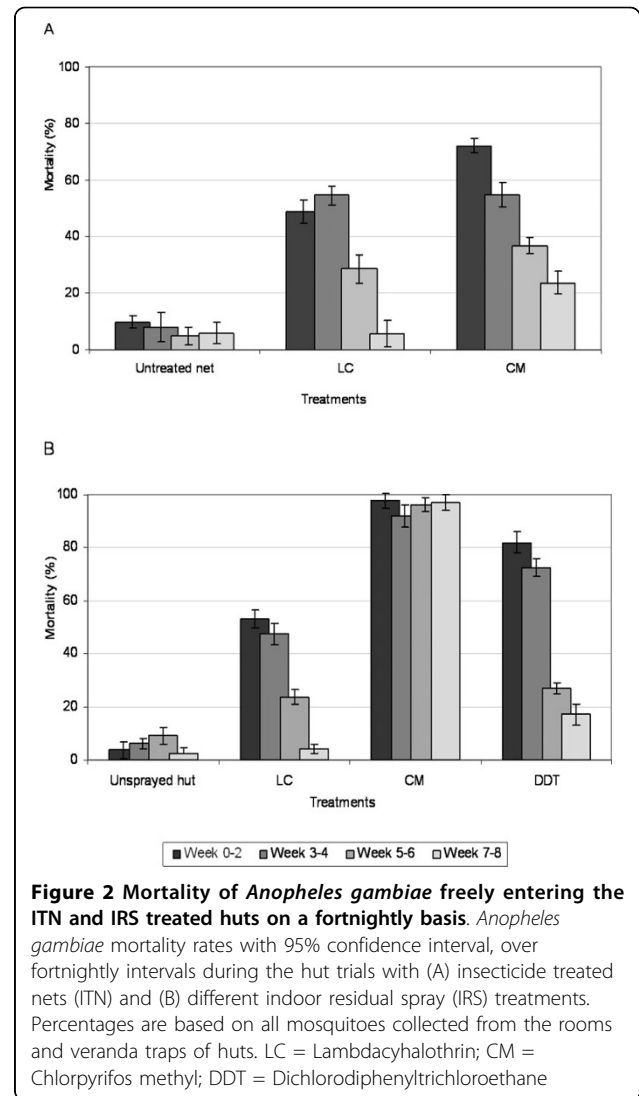 A
100
80
60
40
20
0
Mortality (%)
Untreated net LC CM
Treatments
B
100
80
60
40
20
0
Mortality (%)
Unsprayed hut LC CM DDT
Treatments
Week 0-2 Week 3-4 Week 5-6 Week 7-8
Figure 2 Mortality of Anopheles gambiae freely entering the
ITN and IRS treated huts on a fortnightly basis. Anopheles
gambiae mortality rates with 95% confidence interval, over
fortnightly intervals during the hut trials with (A) insecticide treated
nets (ITN) and (B) different indoor residual spray (IRS) treatments.
Percentages are based on all mosquitoes collected from the rooms
and veranda traps of huts. LC = Lambdacyhalothrin; CM =
Chlorpyrifos methyl; DDT = Dichlorodiphenyltrichloroethane